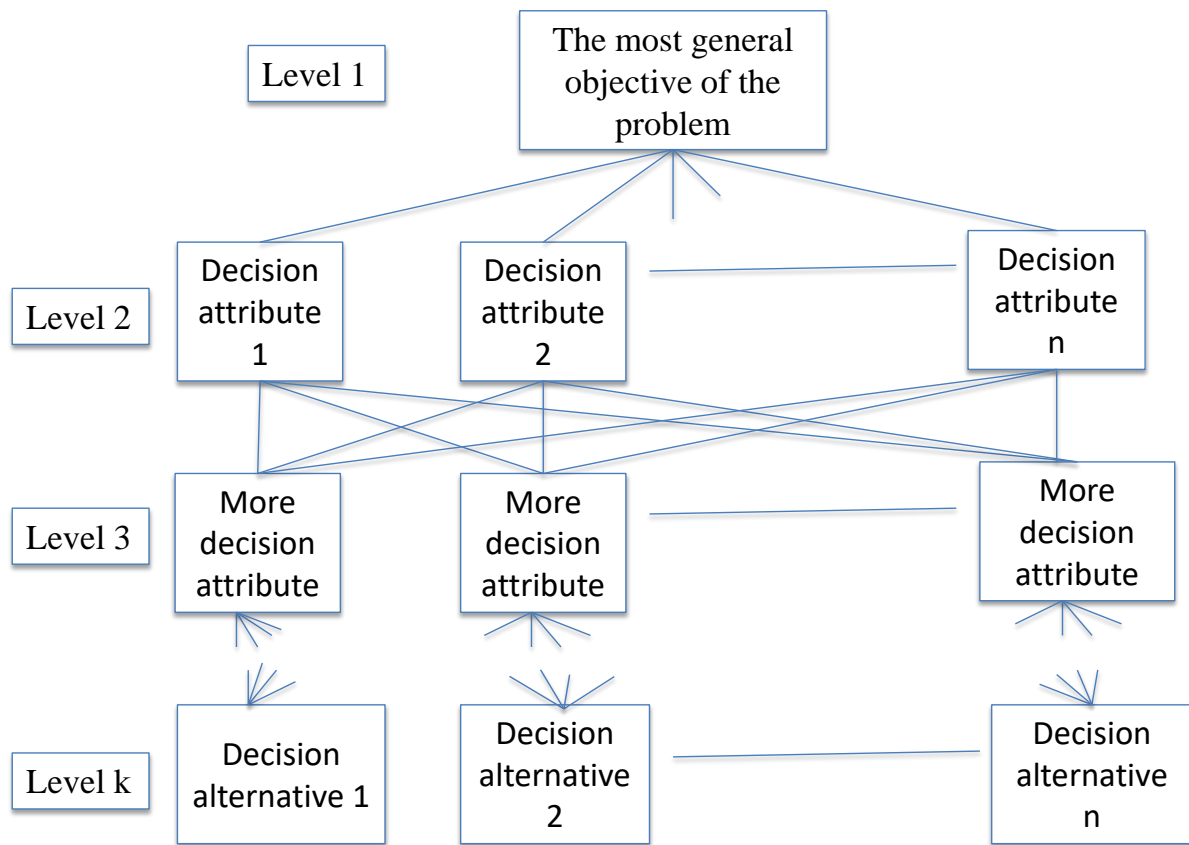 Level 1
The most general
objective of the
problem
Level 2
Decision
attribute
1
Decision
attribute
2
Decision
attribute
n
Level 3
More
decision
attribute
More
decision
attribute
More
decision
attribute
Level k
Decision
alternative 1
Decision
alternative
2
Decision
alternative
n